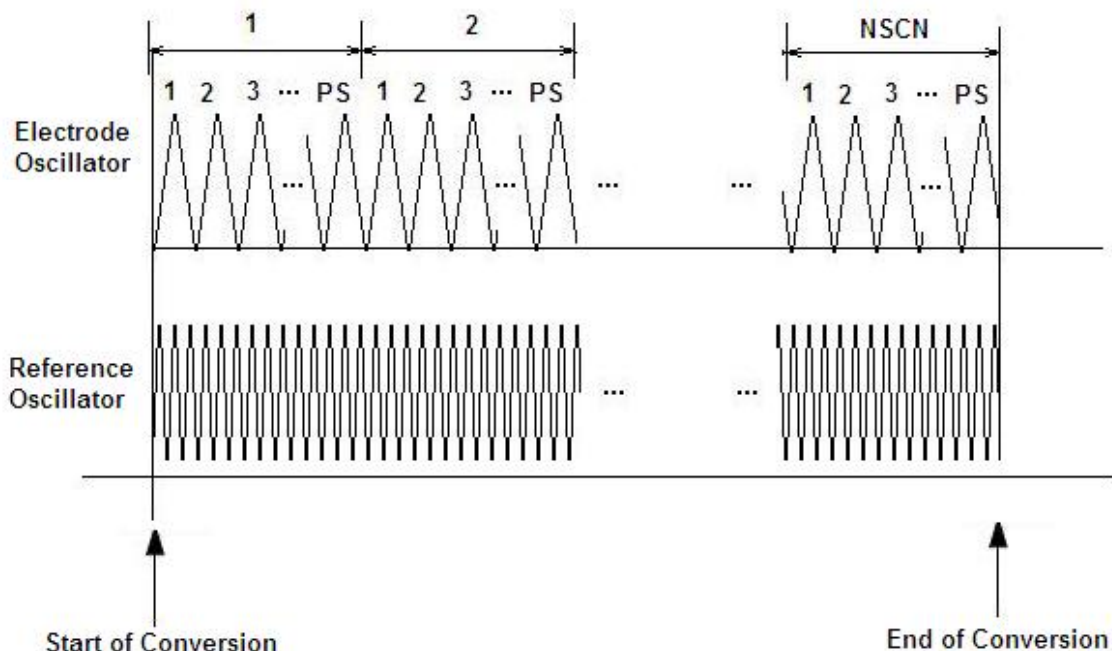 1 2 NSCN
1 2 3 ... PS 1 2 3 ... PS 1 2 3 ... PS
Electrode
Oscillator
... ... ... ... ...
Reference
Oscillator
... ...
Start of Conversion
End of Conversion